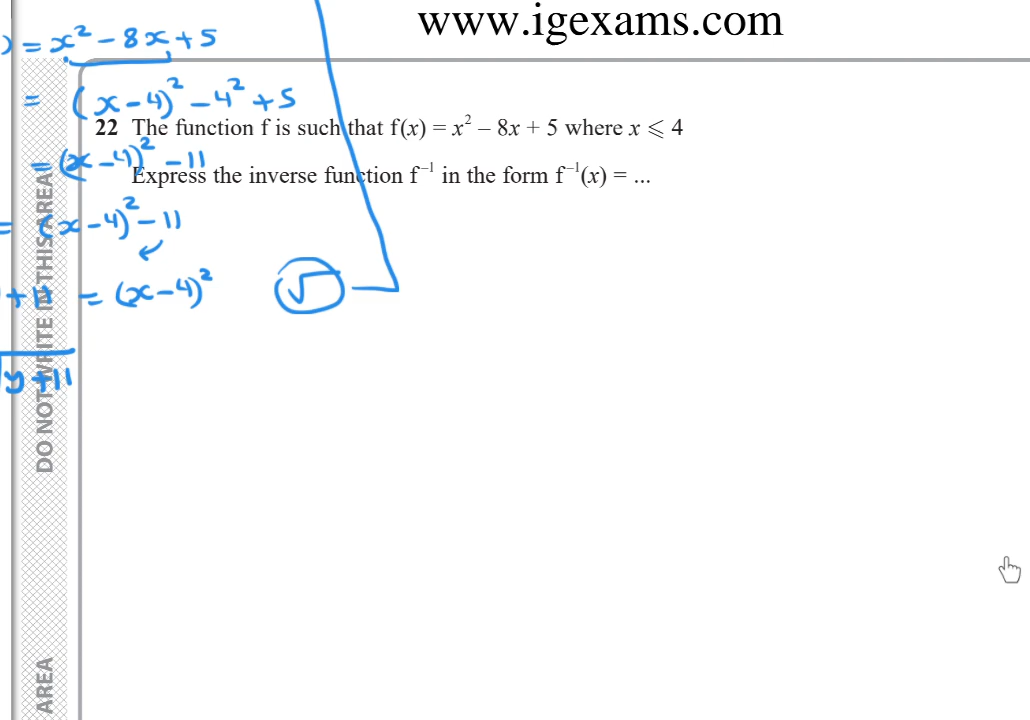 www.igexams.com
) = x² - 8x + 5
= (x - 4)² - 4² + 5
22 The function f is such that f(x) = x² – 8x + 5 where x ⩽ 4
= (x - 4)² - 11
Express the inverse function f⁻¹ in the form f⁻¹(x) = ...
= (x - 4)² - 11
+ 11 = (x - 4)² √
y + 11
DO NOT WRITE IN THIS AREA
AREA